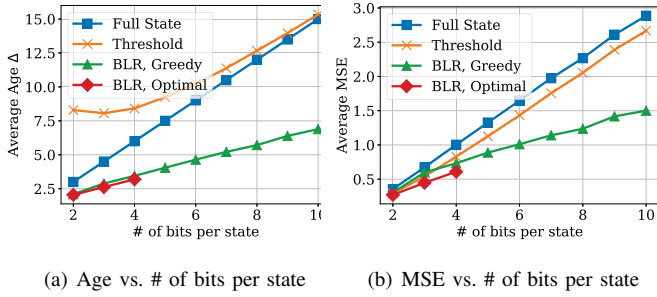 15.0
12.5
10.0
7.5
5.0
2.5
Average Age Δ
Full State
Threshold
BLR, Greedy
BLR, Optimal
2 4 6 8 10
# of bits per state
(a) Age vs. # of bits per state
3.0
2.5
2.0
1.5
1.0
0.5
Average MSE
Full State
Threshold
BLR, Greedy
BLR, Optimal
2 4 6 8 10
# of bits per state
(b) MSE vs. # of bits per state